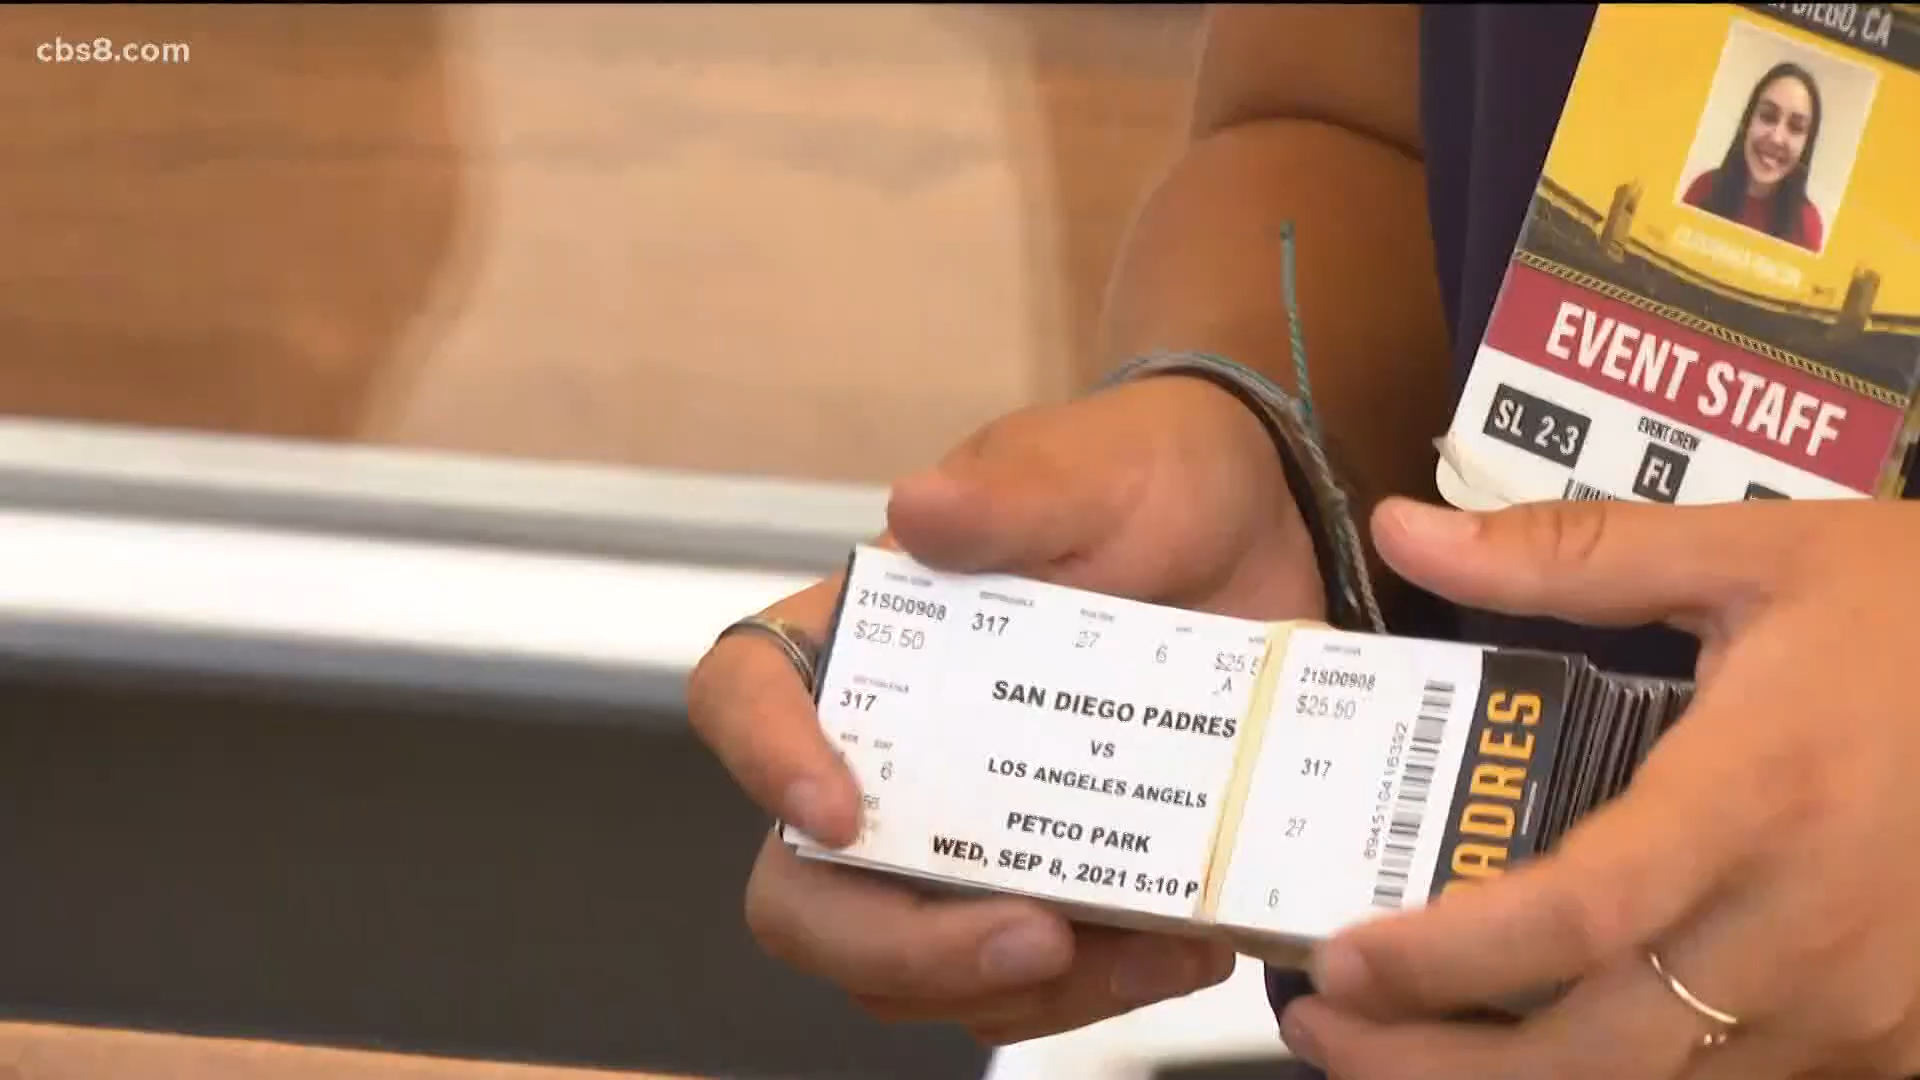 cbs8.com
DIEGO, CA
EVENT STAFF
SL 2-3
EVENT CREW
FL
21SD0908
$25.50
317
27
6
317
6
SAN DIEGO PADRES
VS
LOS ANGELES ANGELS
PETCO PARK
WED, SEP 8, 2021 5:10 P
21SD0908
$25.50
317
27
6
PADRES